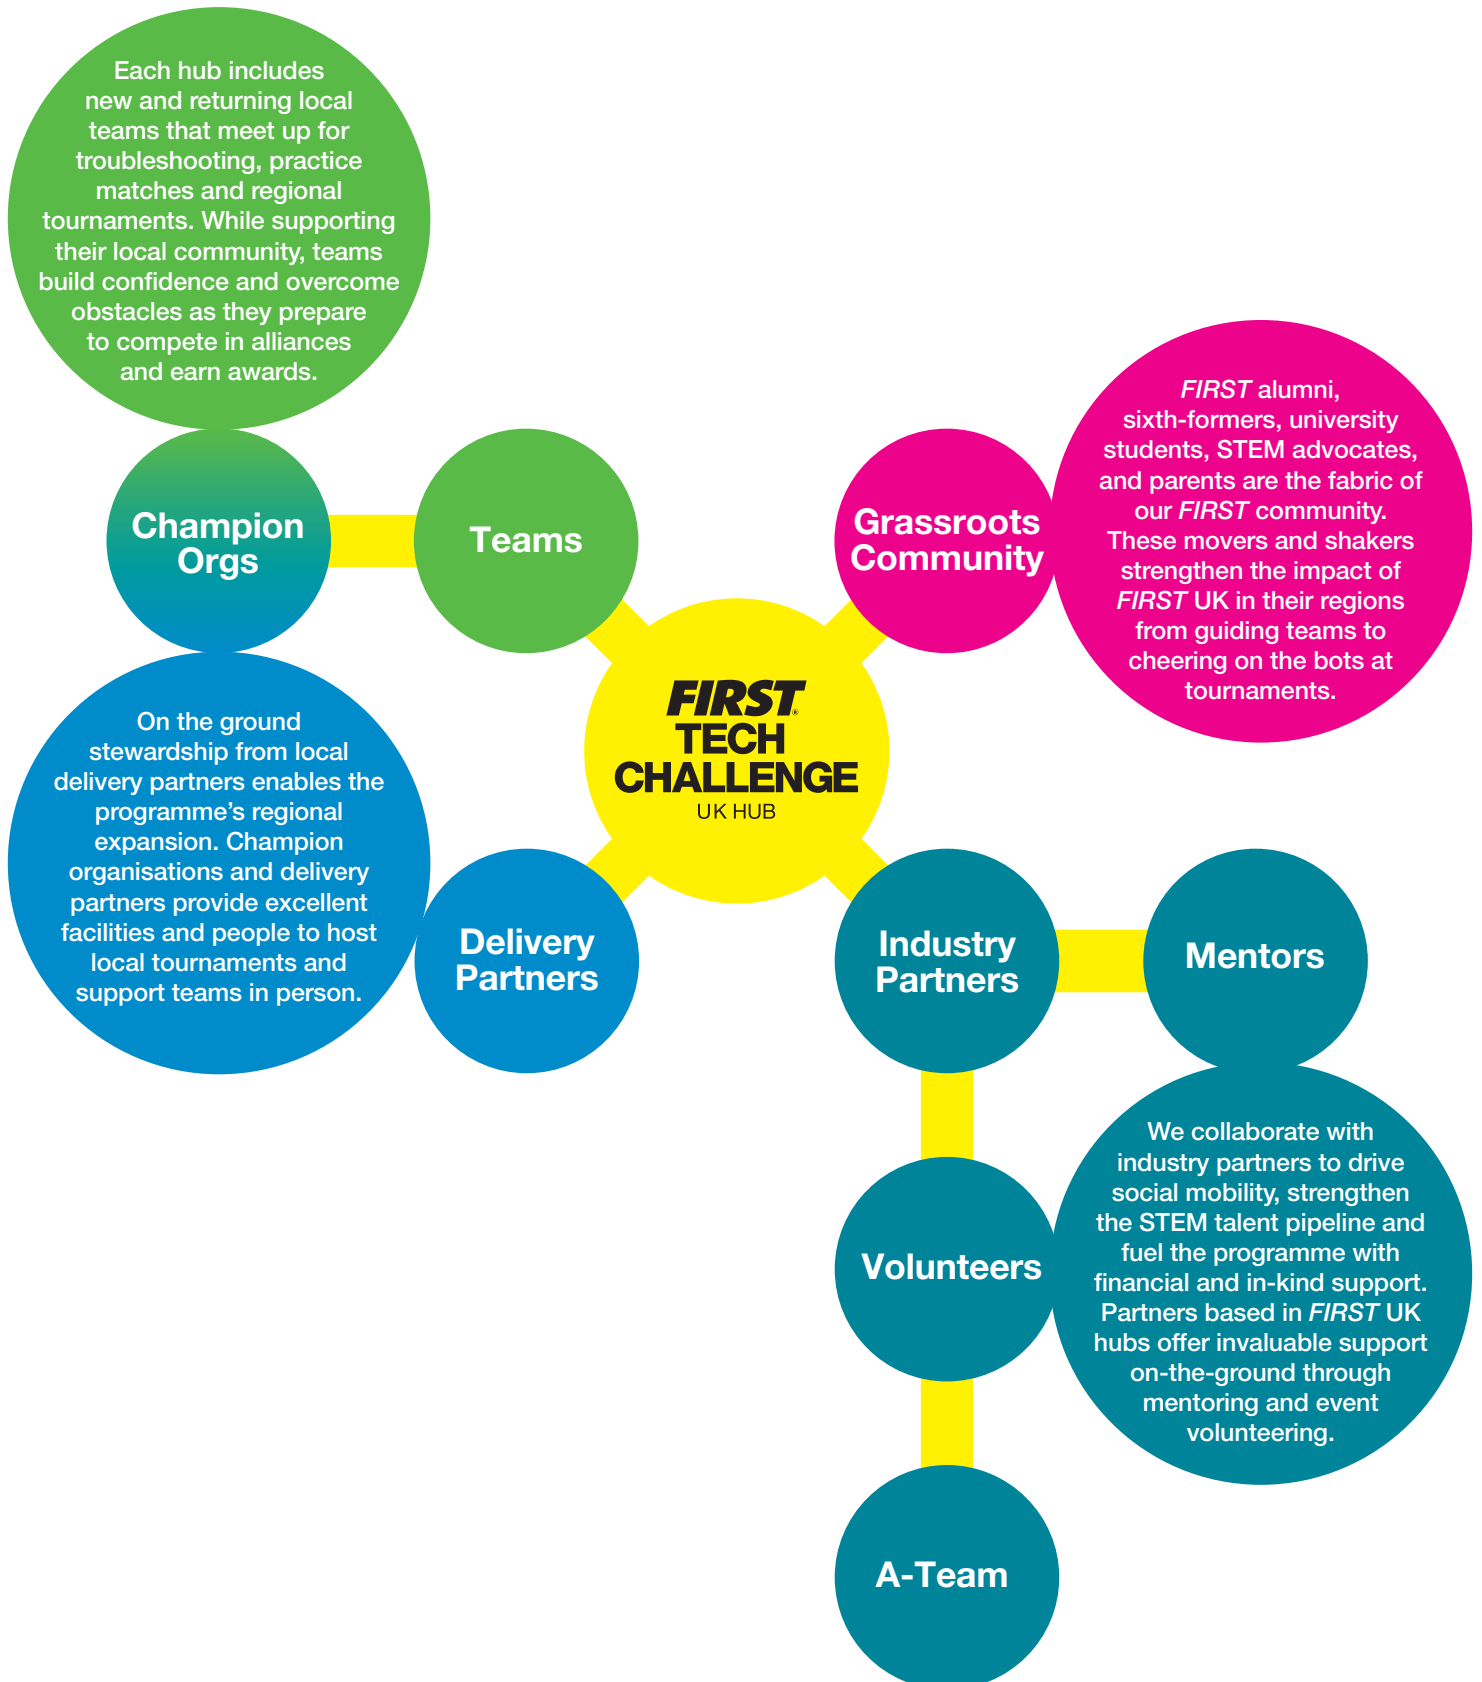 Each hub includes
new and returning local
teams that meet up for
troubleshooting, practice
matches and regional
tournaments. While supporting
their local community, teams
build confidence and overcome
obstacles as they prepare
to compete in alliances
and earn awards.
Champion
Orgs
Teams
Grassroots
Community
FIRST alumni,
sixth-formers, university
students, STEM advocates,
and parents are the fabric of
our FIRST community.
These movers and shakers
strengthen the impact of
FIRST UK in their regions
from guiding teams to
cheering on the bots at
tournaments.
FIRST®
TECH
CHALLENGE
UK HUB
On the ground
stewardship from local
delivery partners enables the
programme’s regional
expansion. Champion
organisations and delivery
partners provide excellent
facilities and people to host
local tournaments and
support teams in person.
Delivery
Partners
Industry
Partners
Mentors
We collaborate with
industry partners to drive
social mobility, strengthen
the STEM talent pipeline and
fuel the programme with
financial and in-kind support.
Partners based in FIRST UK
hubs offer invaluable support
on-the-ground through
mentoring and event
volunteering.
Volunteers
A-Team